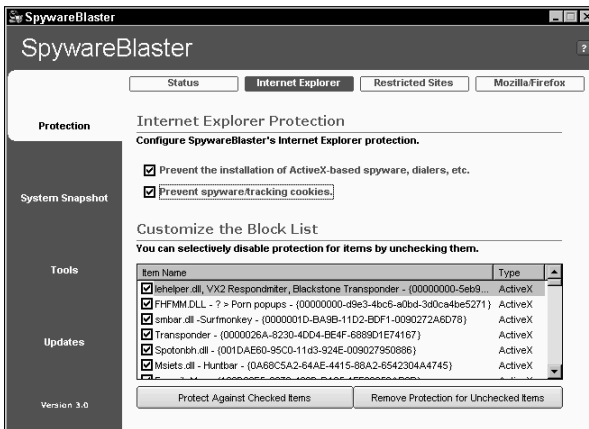 SpywareBlaster
SpywareBlaster
?
Status Internet Explorer Restricted Sites Mozilla/Firefox
Protection
System Snapshot
Tools
Updates
Version 3.0
Internet Explorer Protection
Configure SpywareBlaster's Internet Explorer protection.
Prevent the installation of ActiveX-based spyware, dialers, etc.
Prevent spyware/tracking cookies.
Customize the Block List
You can selectively disable protection for items by unchecking them.
Item Name Type
Iehelper.dll, VX2 Respondmiter, Blackstone Transponder - {00000000-5eb9... ActiveX
FHFMM.DLL - ? > Porn popups - {00000000-d9e3-4bc6-a0bd-3d0ca4be5271} ActiveX
smbar.dll -Surfmonkey - {0000001D-BA9B-11D2-BDF1-0090272A6D78} ActiveX
Transponder - {0000026A-8230-4DD4-BE4F-6889D1E74167} ActiveX
Spotonbh.dll - {001DAE60-95C0-11d3-924E-009027950886} ActiveX
Msiets.dll - Huntbar - {0A68C5A2-64AE-4415-88A2-6542304A4745} ActiveX
Protect Against Checked Items Remove Protection for Unchecked Items